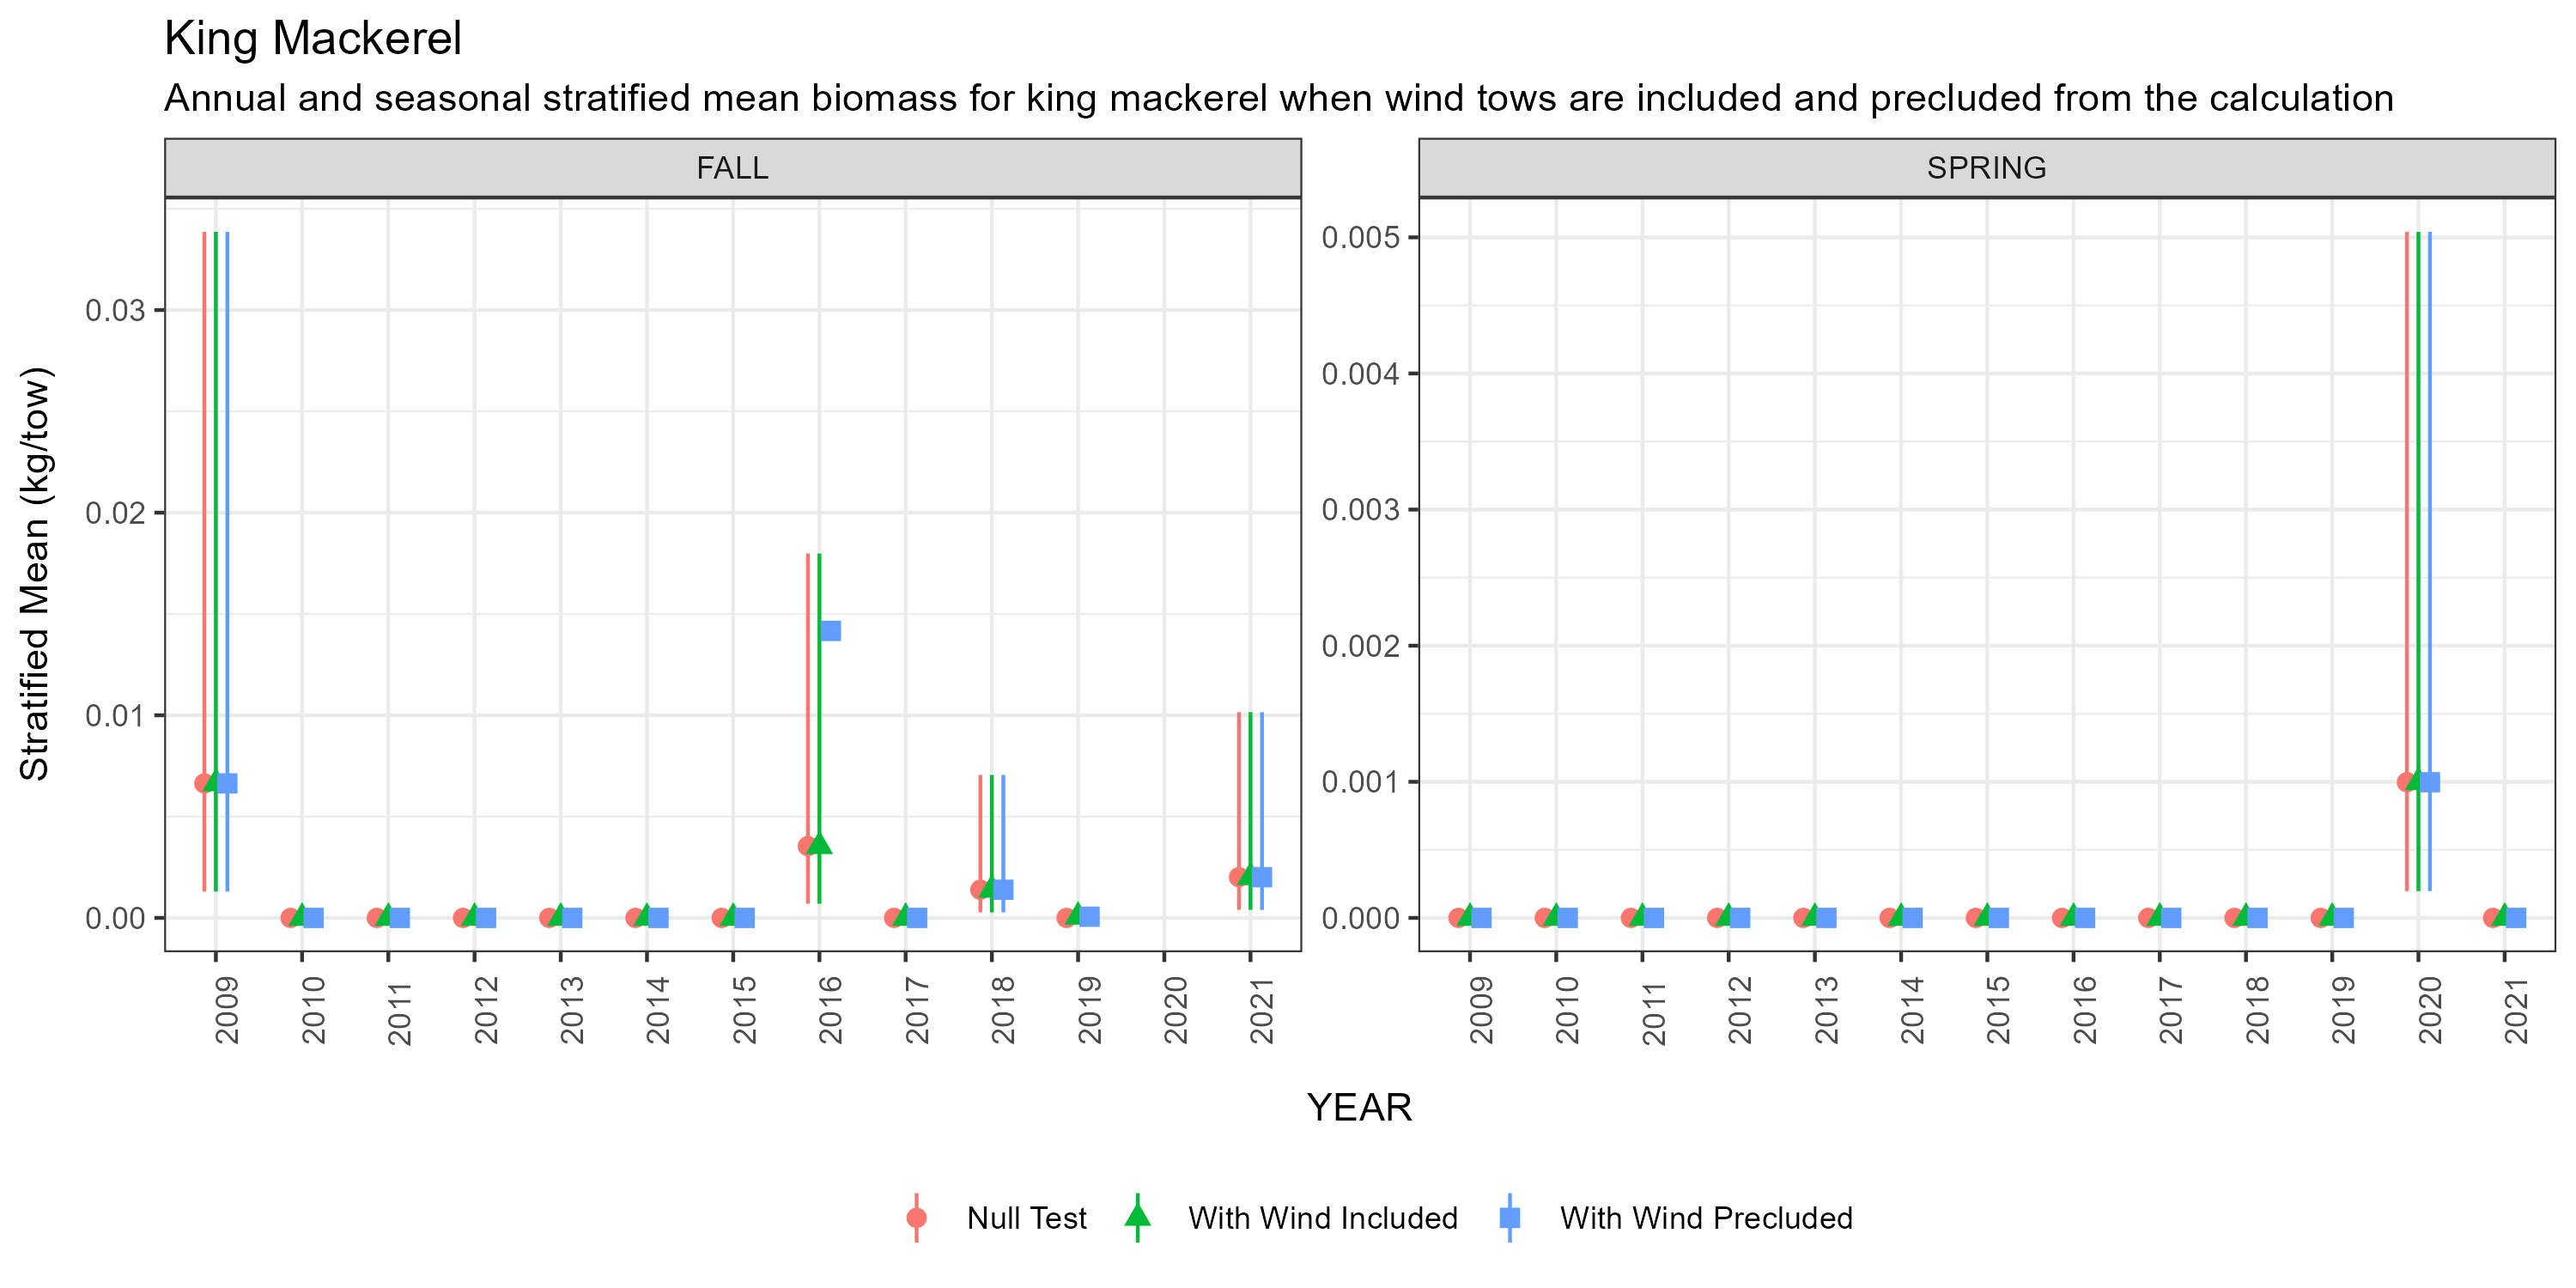 King Mackerel
Annual and seasonal stratified mean biomass for king mackerel when wind tows are included and precluded from the calculation
FALL
SPRING
Stratified Mean (kg/tow)
0.03
0.02
0.01
0.00
0.005
0.004
0.003
0.002
0.001
0.000
2009 2010 2011 2012 2013 2014 2015 2016 2017 2018 2019 2020 2021
2009 2010 2011 2012 2013 2014 2015 2016 2017 2018 2019 2020 2021
YEAR
Null Test With Wind Included With Wind Precluded